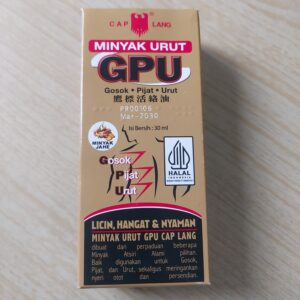 CAP LANG
MINYAK URUT
GPU
Gosok • Pijat • Urut
鷹標活絡油
PR00106
Mar-2030
Isi Bersih : 30 ml
MINYAK JAHE
Gosok
Pijat
Urut
HALAL
INDONESIA
LICIN, HANGAT & NYAMAN
MINYAK URUT GPU CAP LANG
dibuat dari perpaduan beberapa
Minyak Atsiri Alami pilihan.
Baik digunakan untuk Gosok,
Pijat, dan Urut, sekaligus meringankan
nyeri otot dan persendian.